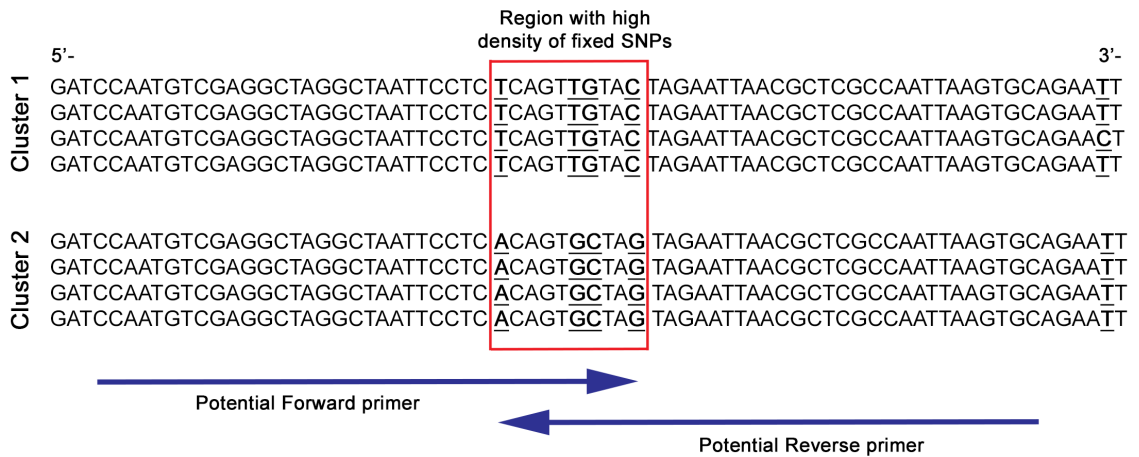 Region with high
density of fixed SNPs
5’-
3’-
Cluster 1
GATCCAATGTCGAGGCTAGGCTAATTCCTCTCAGTTGTACTAGAATTAACGCTCGCCAATTAAGTGCAGAATT
GATCCAATGTCGAGGCTAGGCTAATTCCTCTCAGTTGTACTAGAATTAACGCTCGCCAATTAAGTGCAGAATT
GATCCAATGTCGAGGCTAGGCTAATTCCTCTCAGTTGTACTAGAATTAACGCTCGCCAATTAAGTGCAGAACT
GATCCAATGTCGAGGCTAGGCTAATTCCTCTCAGTTGTACTAGAATTAACGCTCGCCAATTAAGTGCAGAATT
Cluster 2
GATCCAATGTCGAGGCTAGGCTAATTCCTCACAGTGCTAGTAGAATTAACGCTCGCCAATTAAGTGCAGAATT
GATCCAATGTCGAGGCTAGGCTAATTCCTCACAGTGCTAGTAGAATTAACGCTCGCCAATTAAGTGCAGAATT
GATCCAATGTCGAGGCTAGGCTAATTCCTCACAGTGCTAGTAGAATTAACGCTCGCCAATTAAGTGCAGAATT
GATCCAATGTCGAGGCTAGGCTAATTCCTCACAGTGCTAGTAGAATTAACGCTCGCCAATTAAGTGCAGAATT
Potential Forward primer
Potential Reverse primer